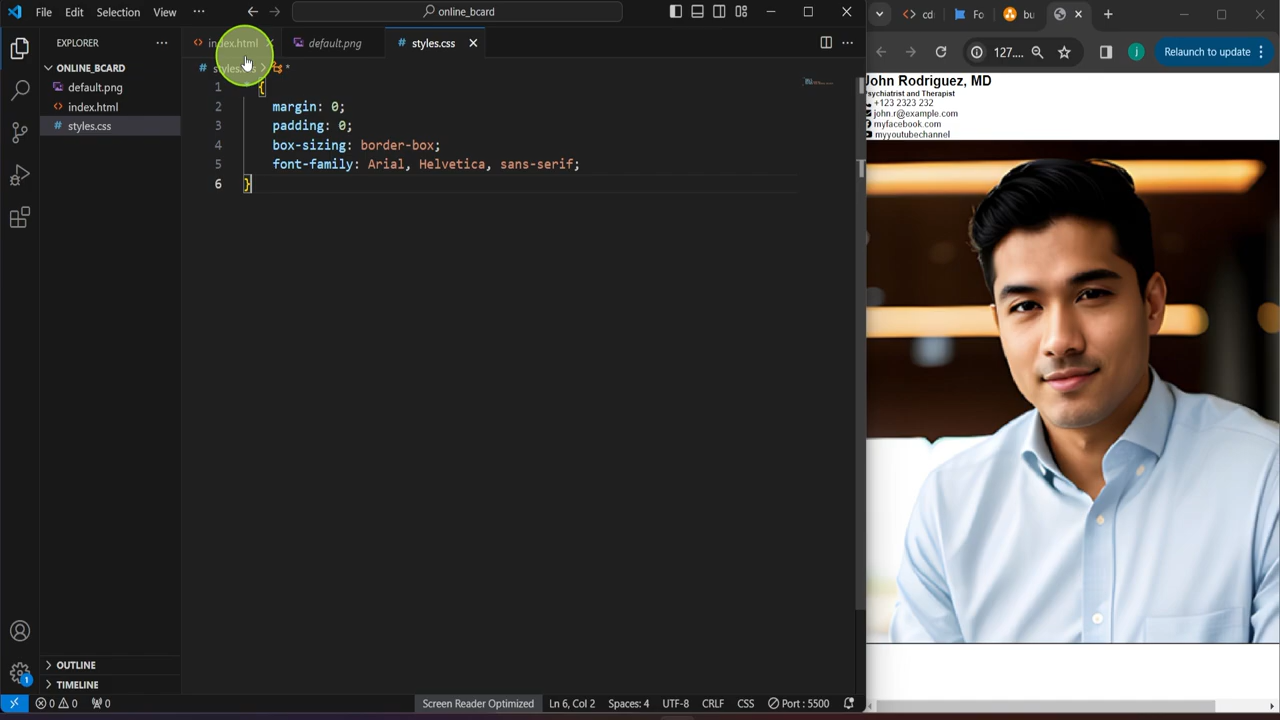 File Edit Selection View ··· online_bcard
EXPLORER ···
ONLINE_BCARD
default.png
index.html
styles.css
OUTLINE
TIMELINE
index.html default.png styles.css
styles.css > *
1 * {
2 margin: 0;
3 padding: 0;
4 box-sizing: border-box;
5 font-family: Arial, Helvetica, sans-serif;
6 }
1
0 0 0 Screen Reader Optimized Ln 6, Col 2 Spaces: 4 UTF-8 CRLF CSS Port : 5500
cdn Fo bu
127.... j Relaunch to update
John Rodriguez, MD
Psychiatrist and Therapist
+123 2323 232
john.r@example.com
myfacebook.com
myyoutubechannel